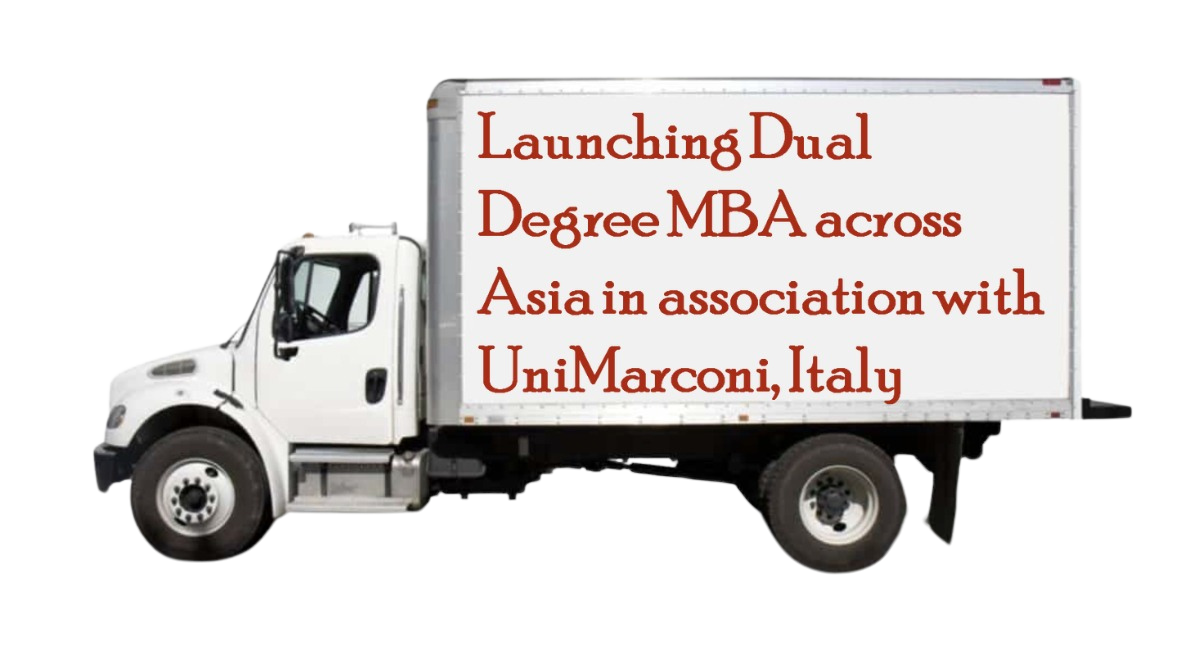 Launching Dual
Degree MBA across
Asia in association with
UniMarconi, Italy